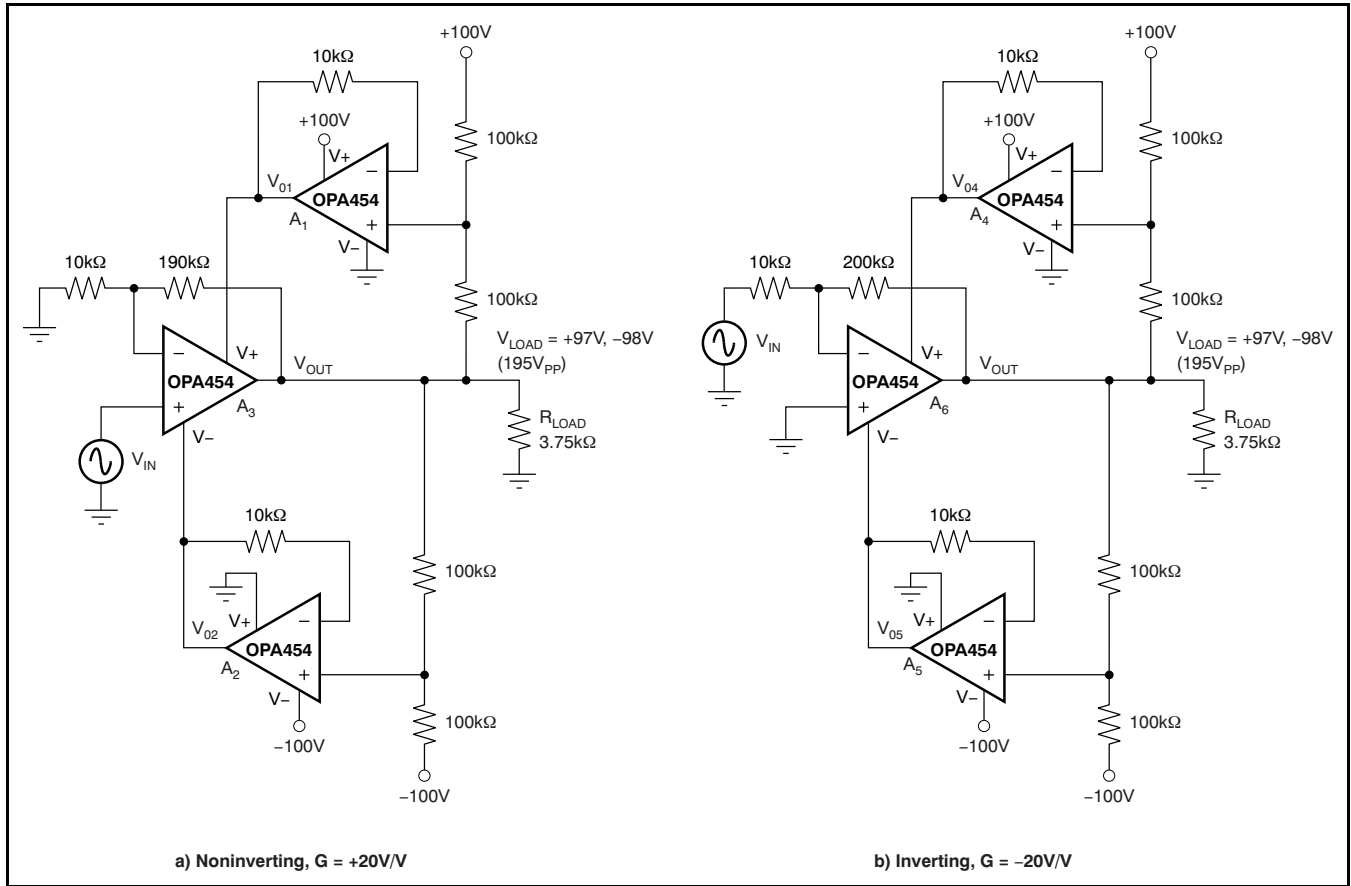 +100V
10kΩ
+100V
V+
100kΩ
−
V01
OPA454
A1
+
V−
10kΩ
190kΩ
100kΩ
VLOAD = +97V, −98V
(195VPP)
−
V+
VOUT
OPA454
A3
+
V−
RLOAD
3.75kΩ
VIN
10kΩ
100kΩ
V+
−
V02
OPA454
A2
+
V−
100kΩ
−100V
−100V
a) Noninverting, G = +20V/V
+100V
10kΩ
+100V
V+
100kΩ
−
V04
OPA454
A4
+
V−
10kΩ
200kΩ
100kΩ
VLOAD = +97V, −98V
(195VPP)
VIN
−
V+
VOUT
OPA454
A6
+
V−
RLOAD
3.75kΩ
10kΩ
100kΩ
V+
−
V05
OPA454
A5
+
V−
100kΩ
−100V
−100V
b) Inverting, G = −20V/V